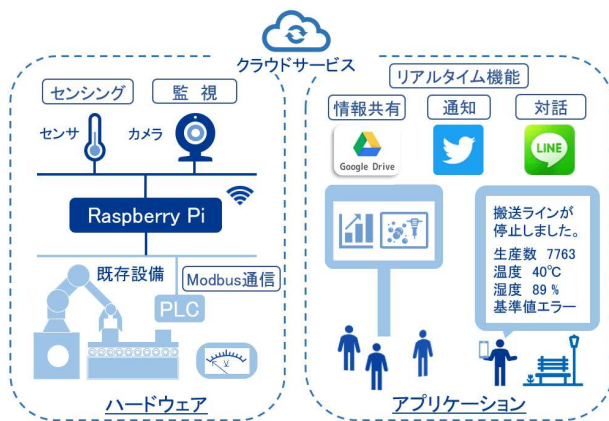 クラウドサービス
センシング
監 視
センサ
カメラ
Raspberry Pi
既存設備
Modbus通信
PLC
V
ハードウェア
リアルタイム機能
情報共有
通知
対話
Google Drive
LINE
搬送ラインが
停止しました。
生産数 7763
温度 40℃
湿度 89 %
基準値エラー
アプリケーション